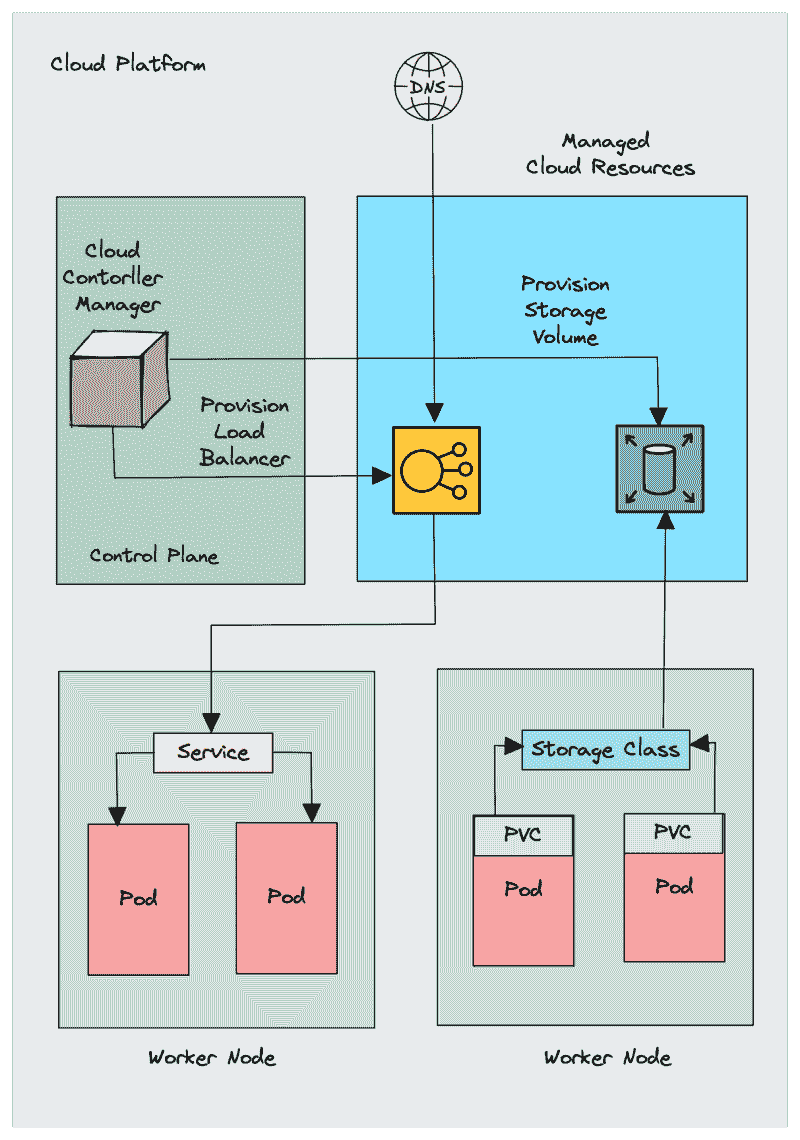 Cloud Platform
DNS
Managed
Cloud Resources
Cloud
Contorller
Manager
Provision
Storage
Volume
Provision
Load
Balancer
Control Plane
Service
Storage Class
Pod
Pod
PVC
Pod
PVC
Pod
Worker Node
Worker Node